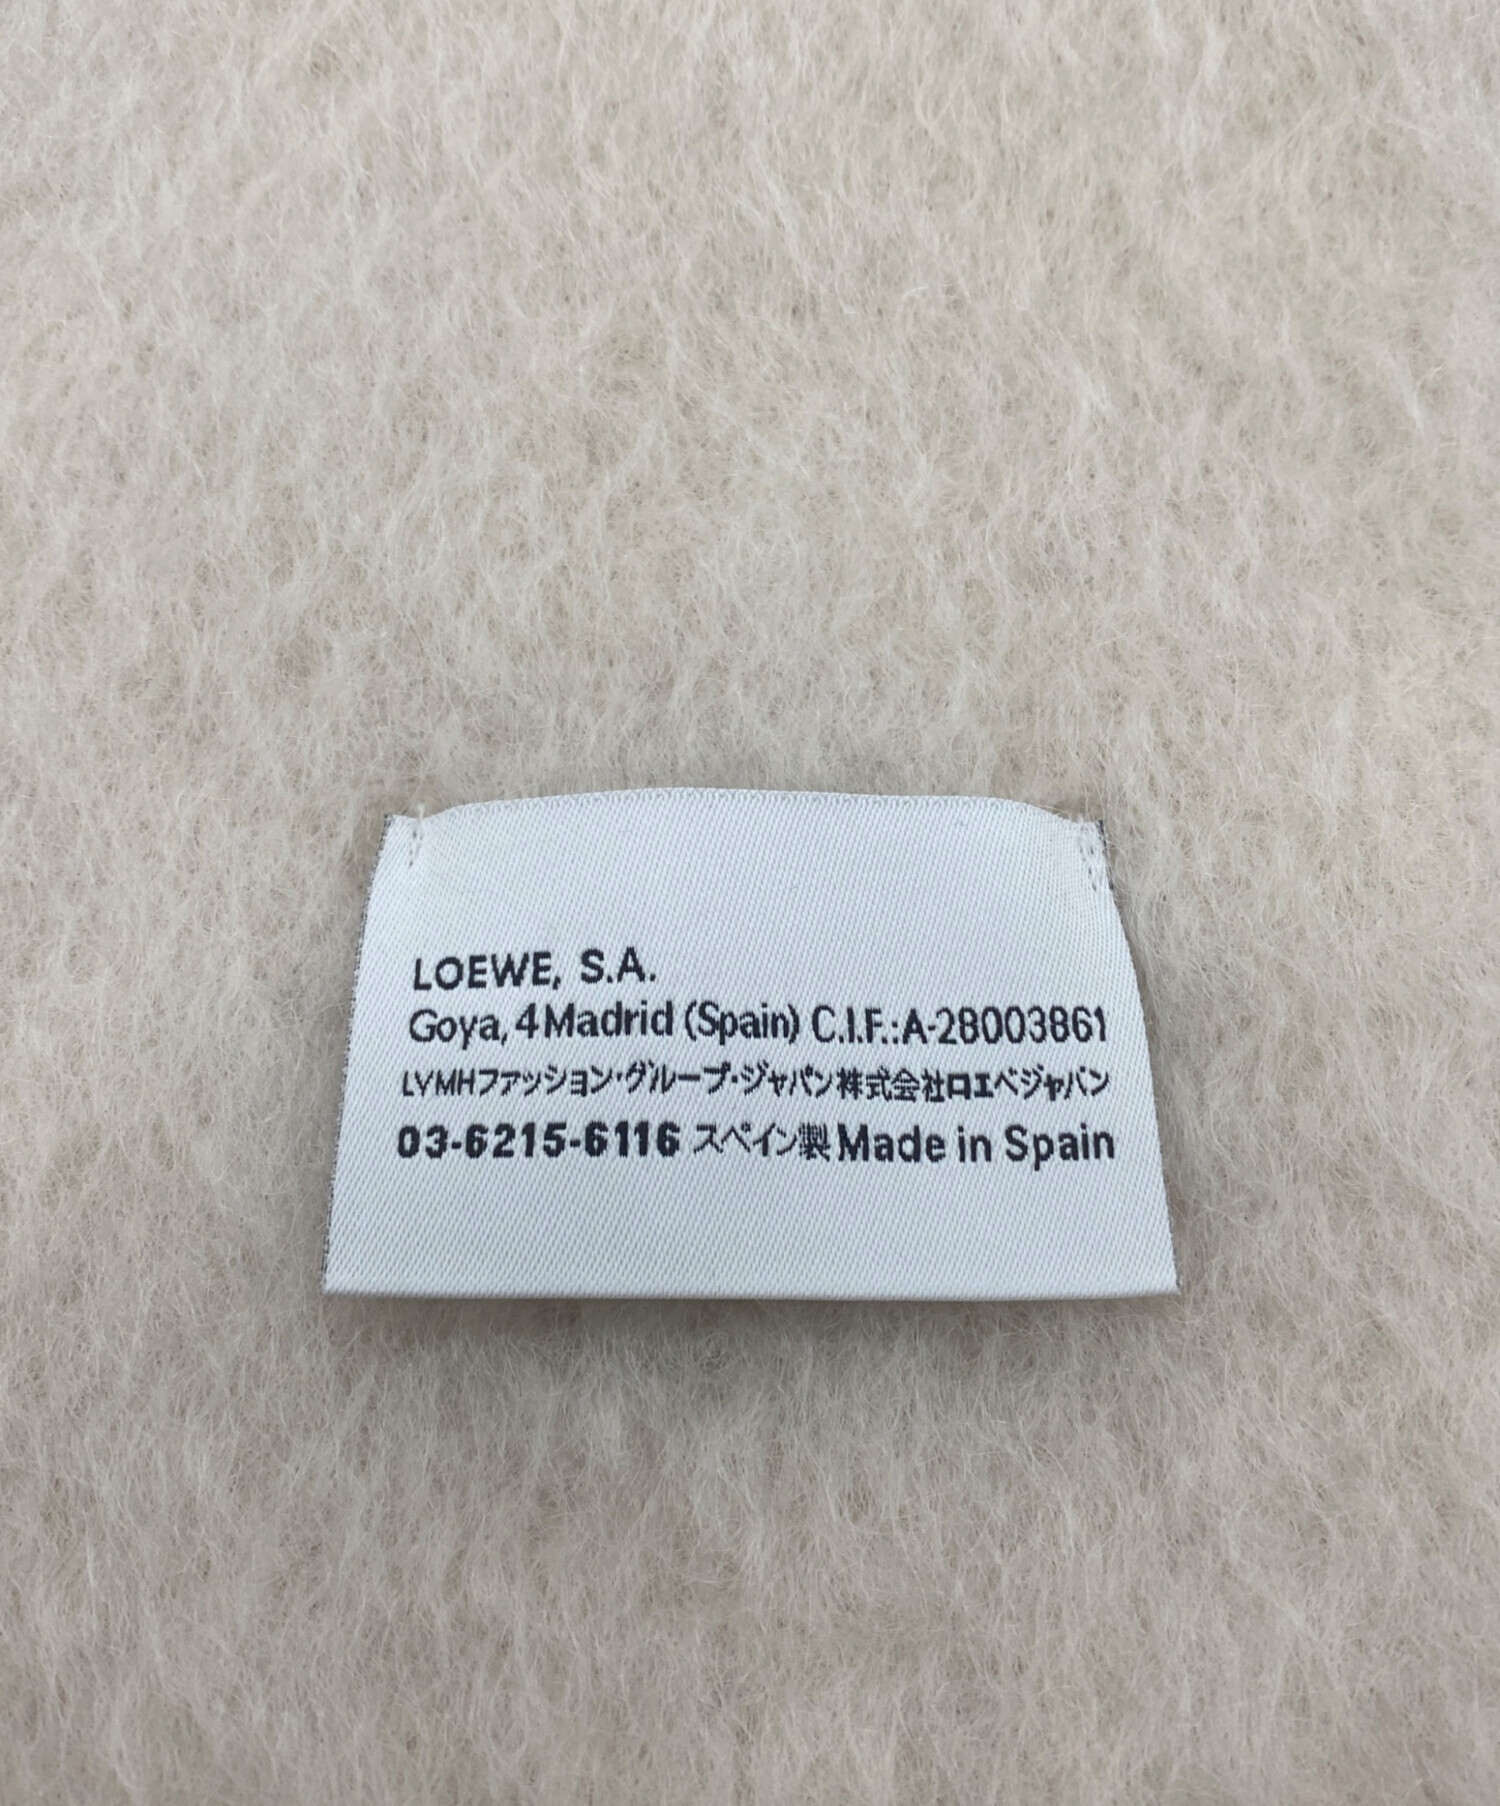 LOEWE, S.A.
Goya, 4 Madrid (Spain) C.I.F.:A-28003861
LVMHファッション・グループ・ジャパン株式会社ロエベジャパン
03-6215-6116 スペイン製 Made in Spain